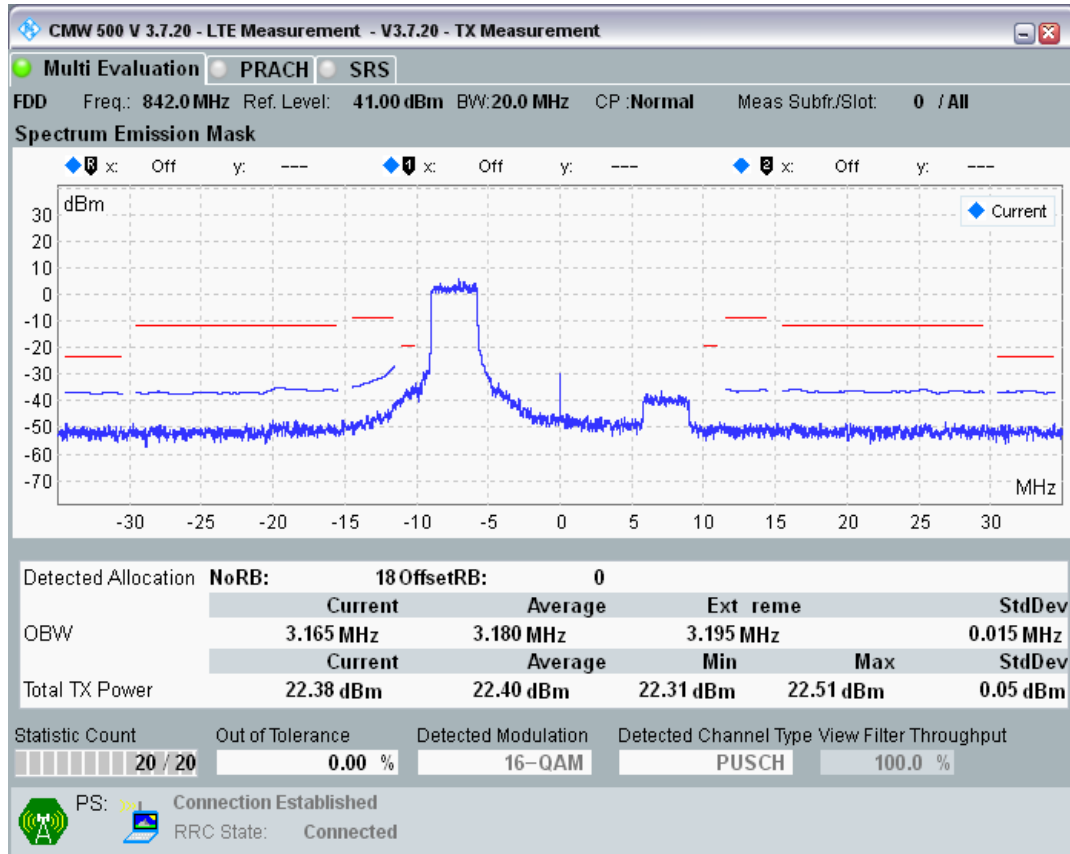 CMW 500 V 3.7.20 - LTE Measurement - V3.7.20 - TX Measurement
Multi Evaluation PRACH SRS
FDD Freq.: 842.0 MHz Ref. Level: 41.00 dBm BW: 20.0 MHz CP : Normal Meas Subfr./Slot: 0 / All
Spectrum Emission Mask
R x: Off y: --- 1 x: Off y: --- 2 x: Off y: ---
dBm
Current
30
20
10
0
-10
-20
-30
-40
-50
-60
-70
MHz
-30 -25 -20 -15 -10 -5 0 5 10 15 20 25 30
Detected Allocation NoRB: 18 OffsetRB: 0
Current Average Ext reme StdDev
OBW 3.165 MHz 3.180 MHz 3.195 MHz 0.015 MHz
Current Average Min Max StdDev
Total TX Power 22.38 dBm 22.40 dBm 22.31 dBm 22.51 dBm 0.05 dBm
Statistic Count Out of Tolerance Detected Modulation Detected Channel Type View Filter Throughput
20 / 20 0.00 % 16-QAM PUSCH 100.0 %
PS: Connection Established
RRC State: Connected